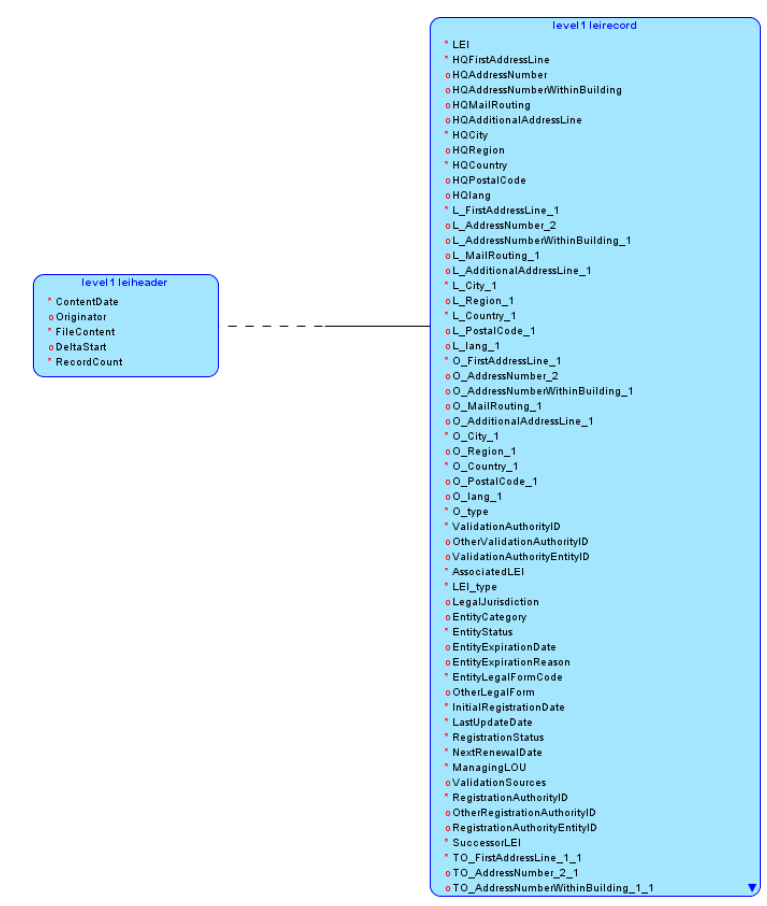 level1 leiheader
* ContentDate
o Originator
* FileContent
o DeltaStart
* RecordCount
level1 leirecord
* LEI
* HQFirstAddressLine
o HQAddressNumber
o HQAddressNumberWithinBuilding
o HQMailRouting
o HQAdditionalAddressLine
* HQCity
o HQRegion
* HQCountry
o HQPostalCode
o HQlang
* L_FirstAddressLine_1
o L_AddressNumber_2
o L_AddressNumberWithinBuilding_1
o L_MailRouting_1
o L_AdditionalAddressLine_1
* L_City_1
o L_Region_1
* L_Country_1
o L_PostalCode_1
o L_lang_1
* O_FirstAddressLine_1
o O_AddressNumber_2
o O_AddressNumberWithinBuilding_1
o O_MailRouting_1
o O_AdditionalAddressLine_1
* O_City_1
o O_Region_1
* O_Country_1
o O_PostalCode_1
o O_lang_1
* O_type
* ValidationAuthorityID
o OtherValidationAuthorityID
o ValidationAuthorityEntityID
* AssociatedLEI
* LEI_type
o LegalJurisdiction
o EntityCategory
* EntityStatus
o EntityExpirationDate
o EntityExpirationReason
* EntityLegalFormCode
o OtherLegalForm
* InitialRegistrationDate
* LastUpdateDate
* RegistrationStatus
* NextRenewalDate
* ManagingLOU
o ValidationSources
* RegistrationAuthorityID
o OtherRegistrationAuthorityID
o RegistrationAuthorityEntityID
* SuccessorLEI
* TO_FirstAddressLine_1_1
o TO_AddressNumber_2_1
o TO_AddressNumberWithinBuilding_1_1